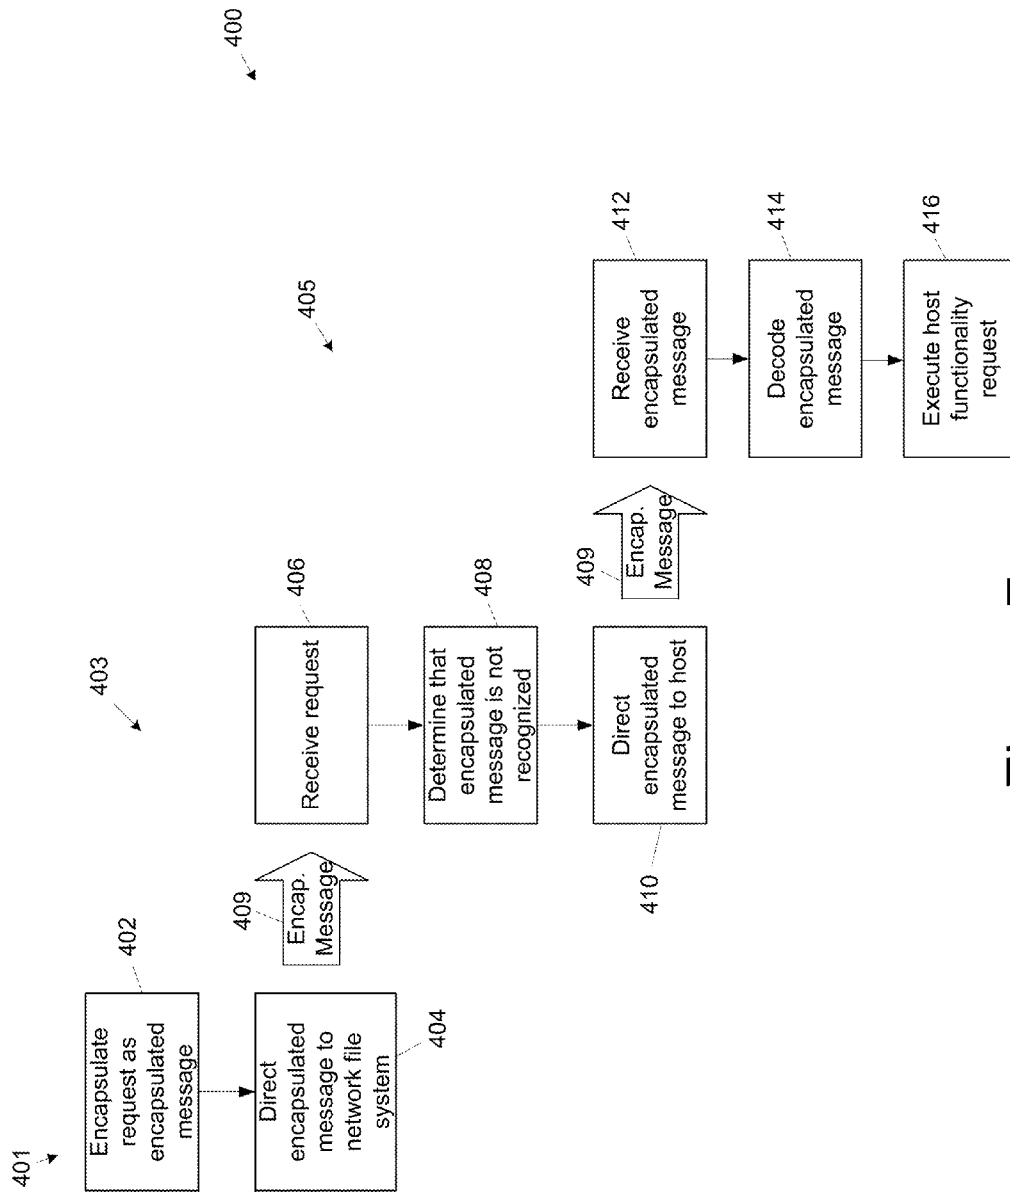 400
401
403
405
Encapsulate
request as
encapsulated
message
402
Direct
encapsulated
message to
network file
system
404
409
Encap.
Message
Receive request
406
Determine that
encapsulated
message is not
recognized
408
Direct
encapsulated
message to host
410
409
Encap.
Message
Receive
encapsulated
message
412
Decode
encapsulated
message
414
Execute host
functionality
request
416